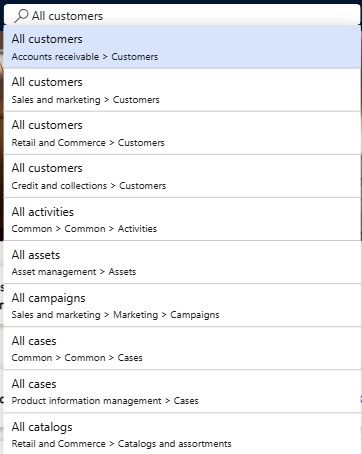 All customers
All customers
Accounts receivable > Customers
All customers
Sales and marketing > Customers
All customers
Retail and Commerce > Customers
All customers
Credit and collections > Customers
All activities
Common > Common > Activities
All assets
Asset management > Assets
All campaigns
Sales and marketing > Marketing > Campaigns
All cases
Common > Common > Cases
All cases
Product information management > Cases
All catalogs
Retail and Commerce > Catalogs and assortments